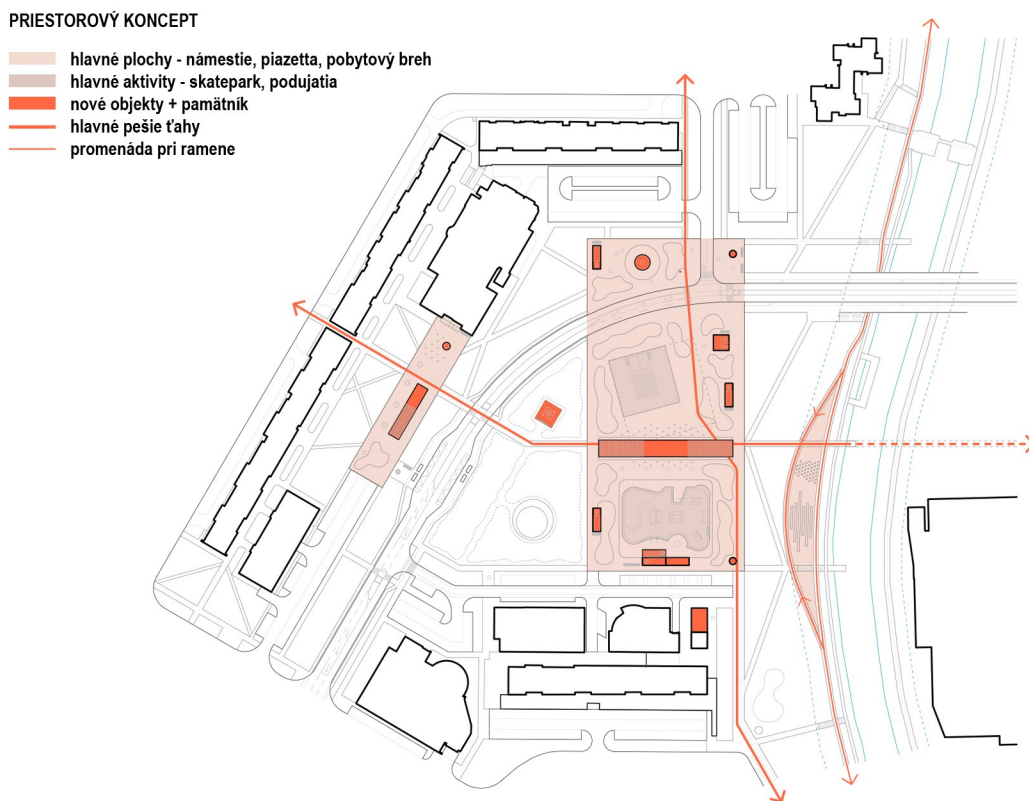 PRIESTOROVÝ KONCEPT
hlavné plochy - námestie, piazetta, pobytový breh
hlavné aktivity - skatepark, podujatia
nové objekty + pamätník
hlavné pešie ťahy
promenáda pri ramene